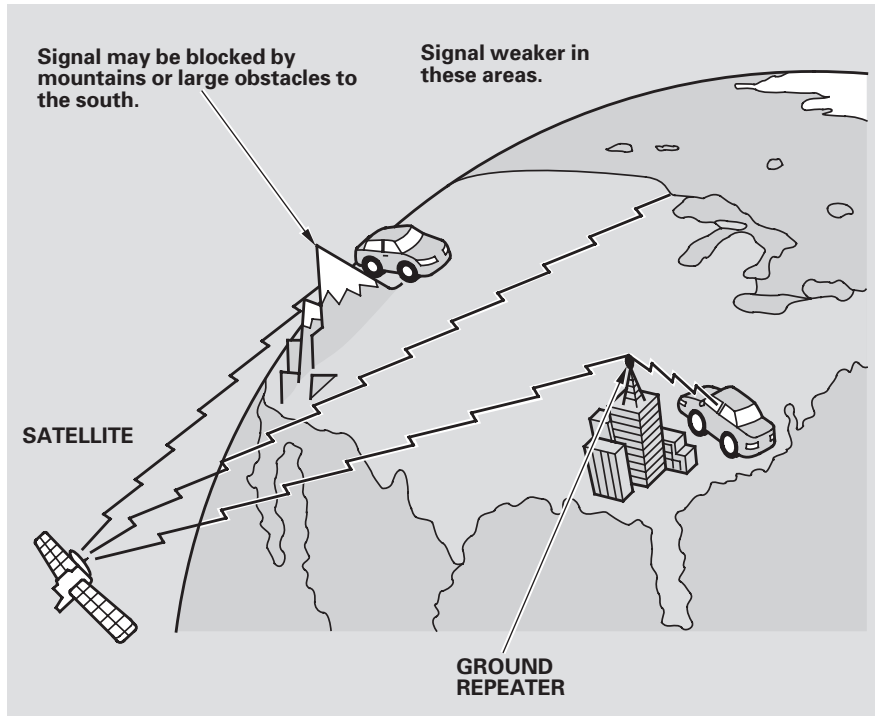 Signal may be blocked by
mountains or large obstacles to
the south.
Signal weaker in
these areas.
SATELLITE
GROUND
REPEATER